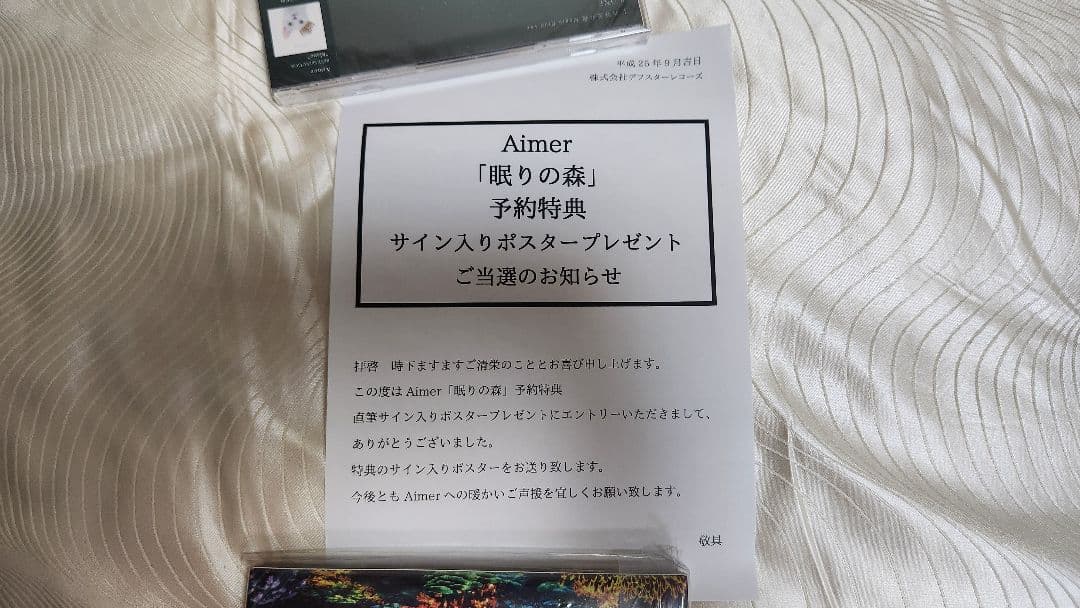 Aimer
平成 25 年 9 月吉日
株式会社デフスターレコーズ
Aimer
「眠りの森」
予約特典
サイン入りポスタープレゼント
ご当選のお知らせ
拝啓　時下ますますご清栄のこととお喜び申し上げます。
この度は Aimer「眠りの森」予約特典
直筆サイン入りポスタープレゼントにエントリーいただきまして、
ありがとうございました。
特典のサイン入りポスターをお送り致します。
今後とも Aimer への暖かいご声援を宜しくお願い致します。
敬具